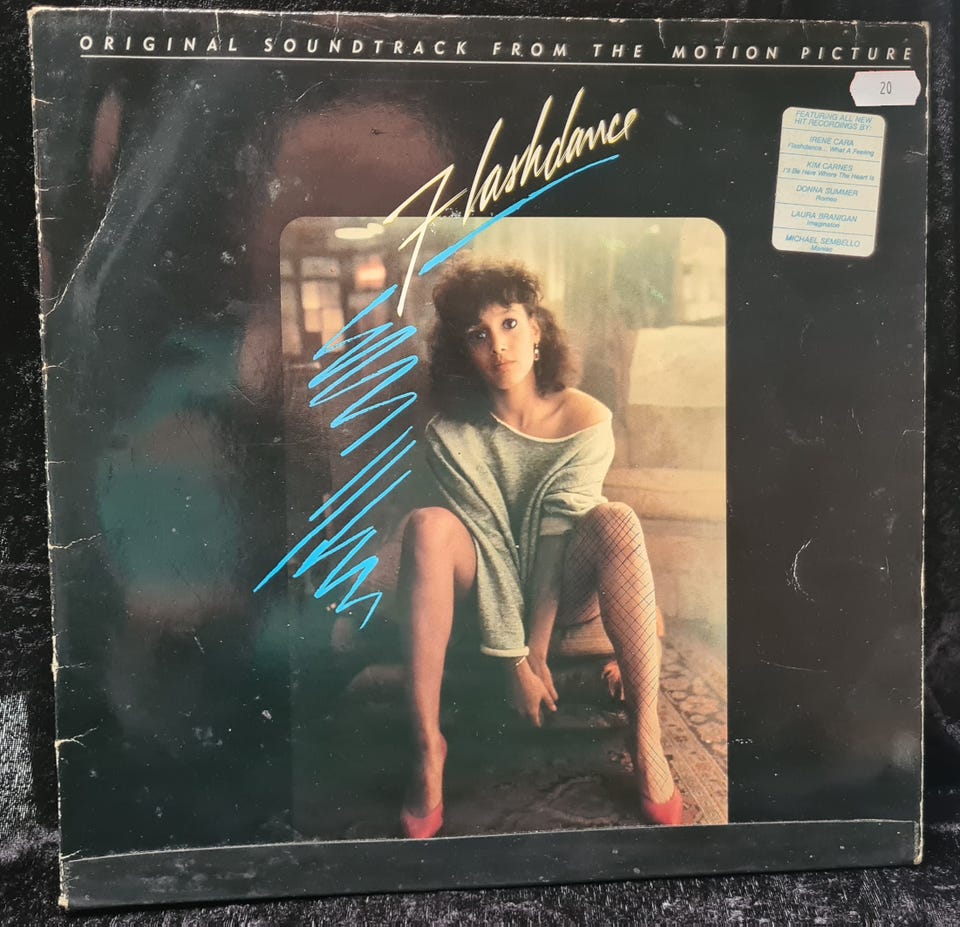 ORIGINAL SOUNDTRACK FROM THE MOTION PICTURE
20
Flashdance
FEATURING ALL NEW
HIT RECORDINGS BY:
IRENE CARA
Flashdance... What A Feeling
KIM CARNES
I'll Be Here Where The Heart Is
DONNA SUMMER
Romeo
LAURA BRANIGAN
Imagination
MICHAEL SEMBELLO
Maniac